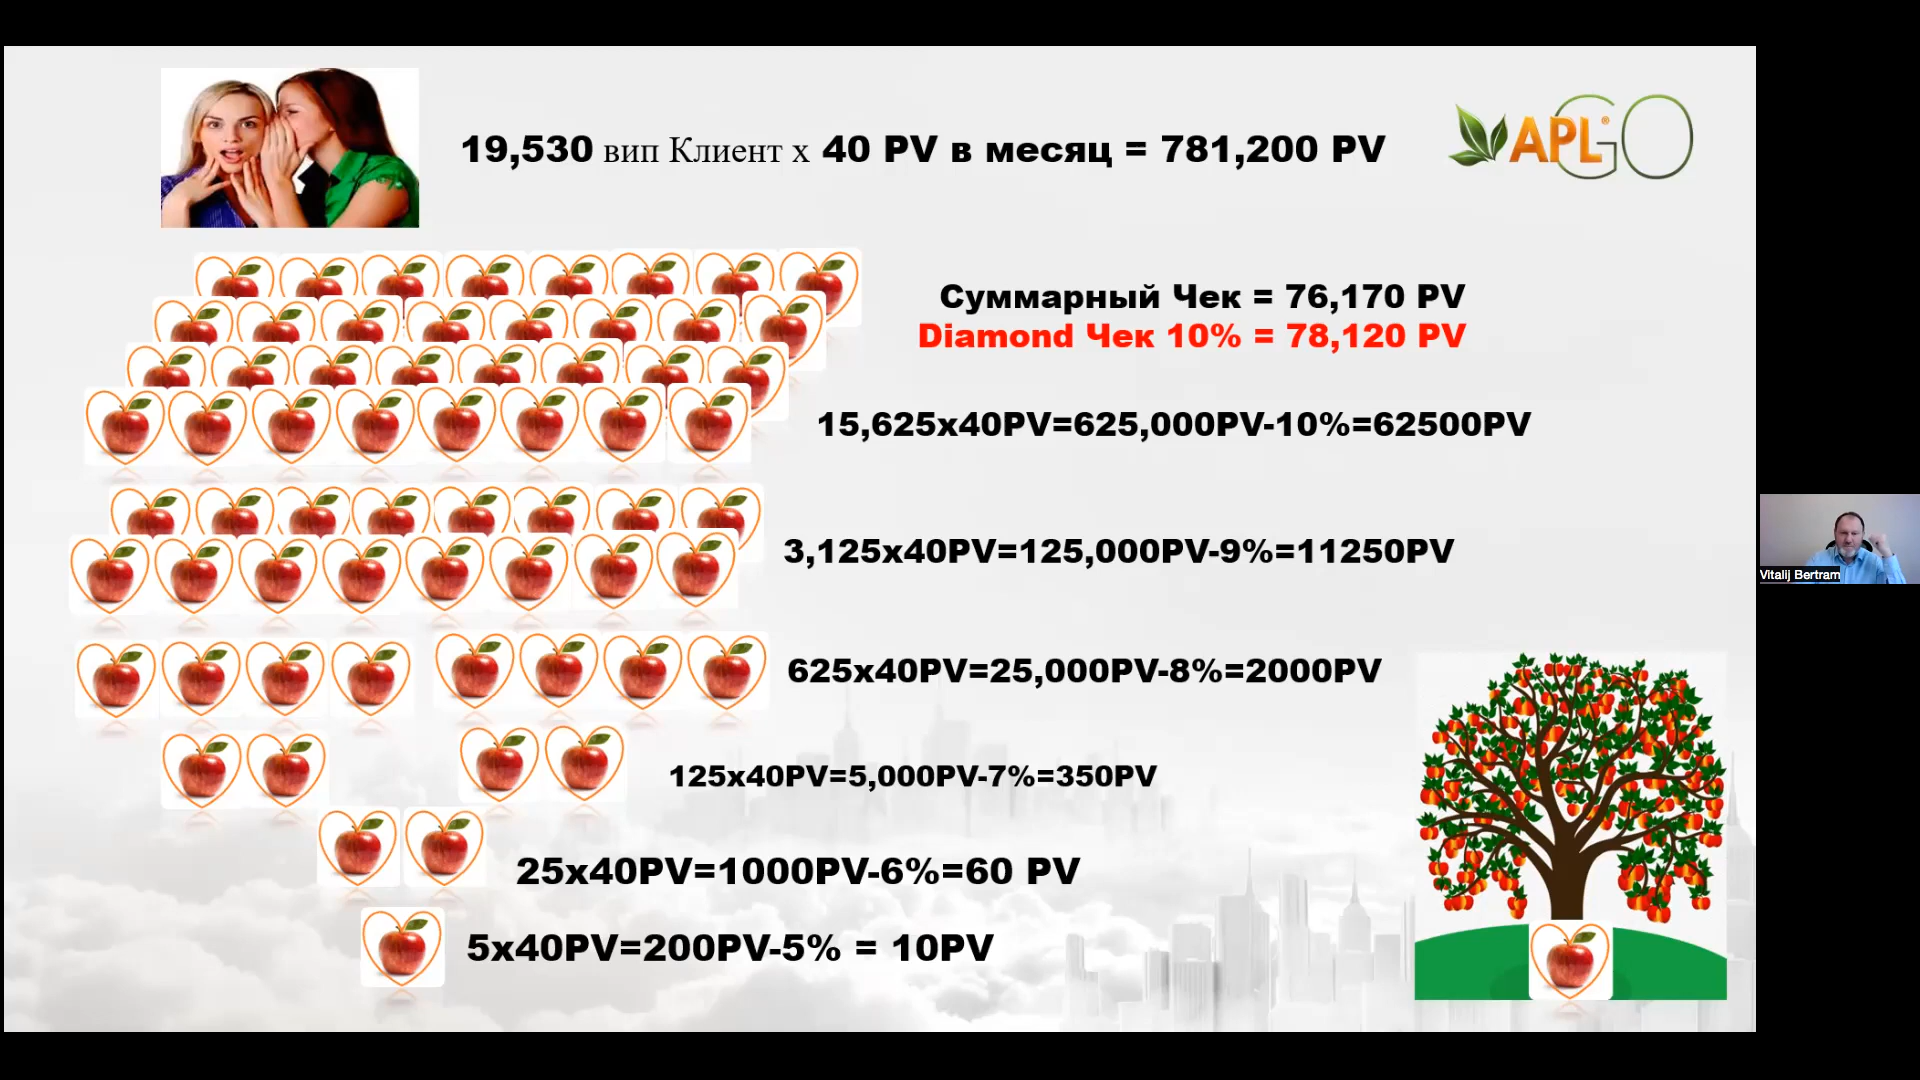 19,530 вип Клиент х 40 PV в месяц = 781,200 PV
APL® GO
Суммарный Чек = 76,170 PV
Diamond Чек 10% = 78,120 PV
15,625x40PV=625,000PV-10%=62500PV
3,125x40PV=125,000PV-9%=11250PV
Vitalij Bertram
625x40PV=25,000PV-8%=2000PV
125x40PV=5,000PV-7%=350PV
25x40PV=1000PV-6%=60 PV
5x40PV=200PV-5% = 10PV